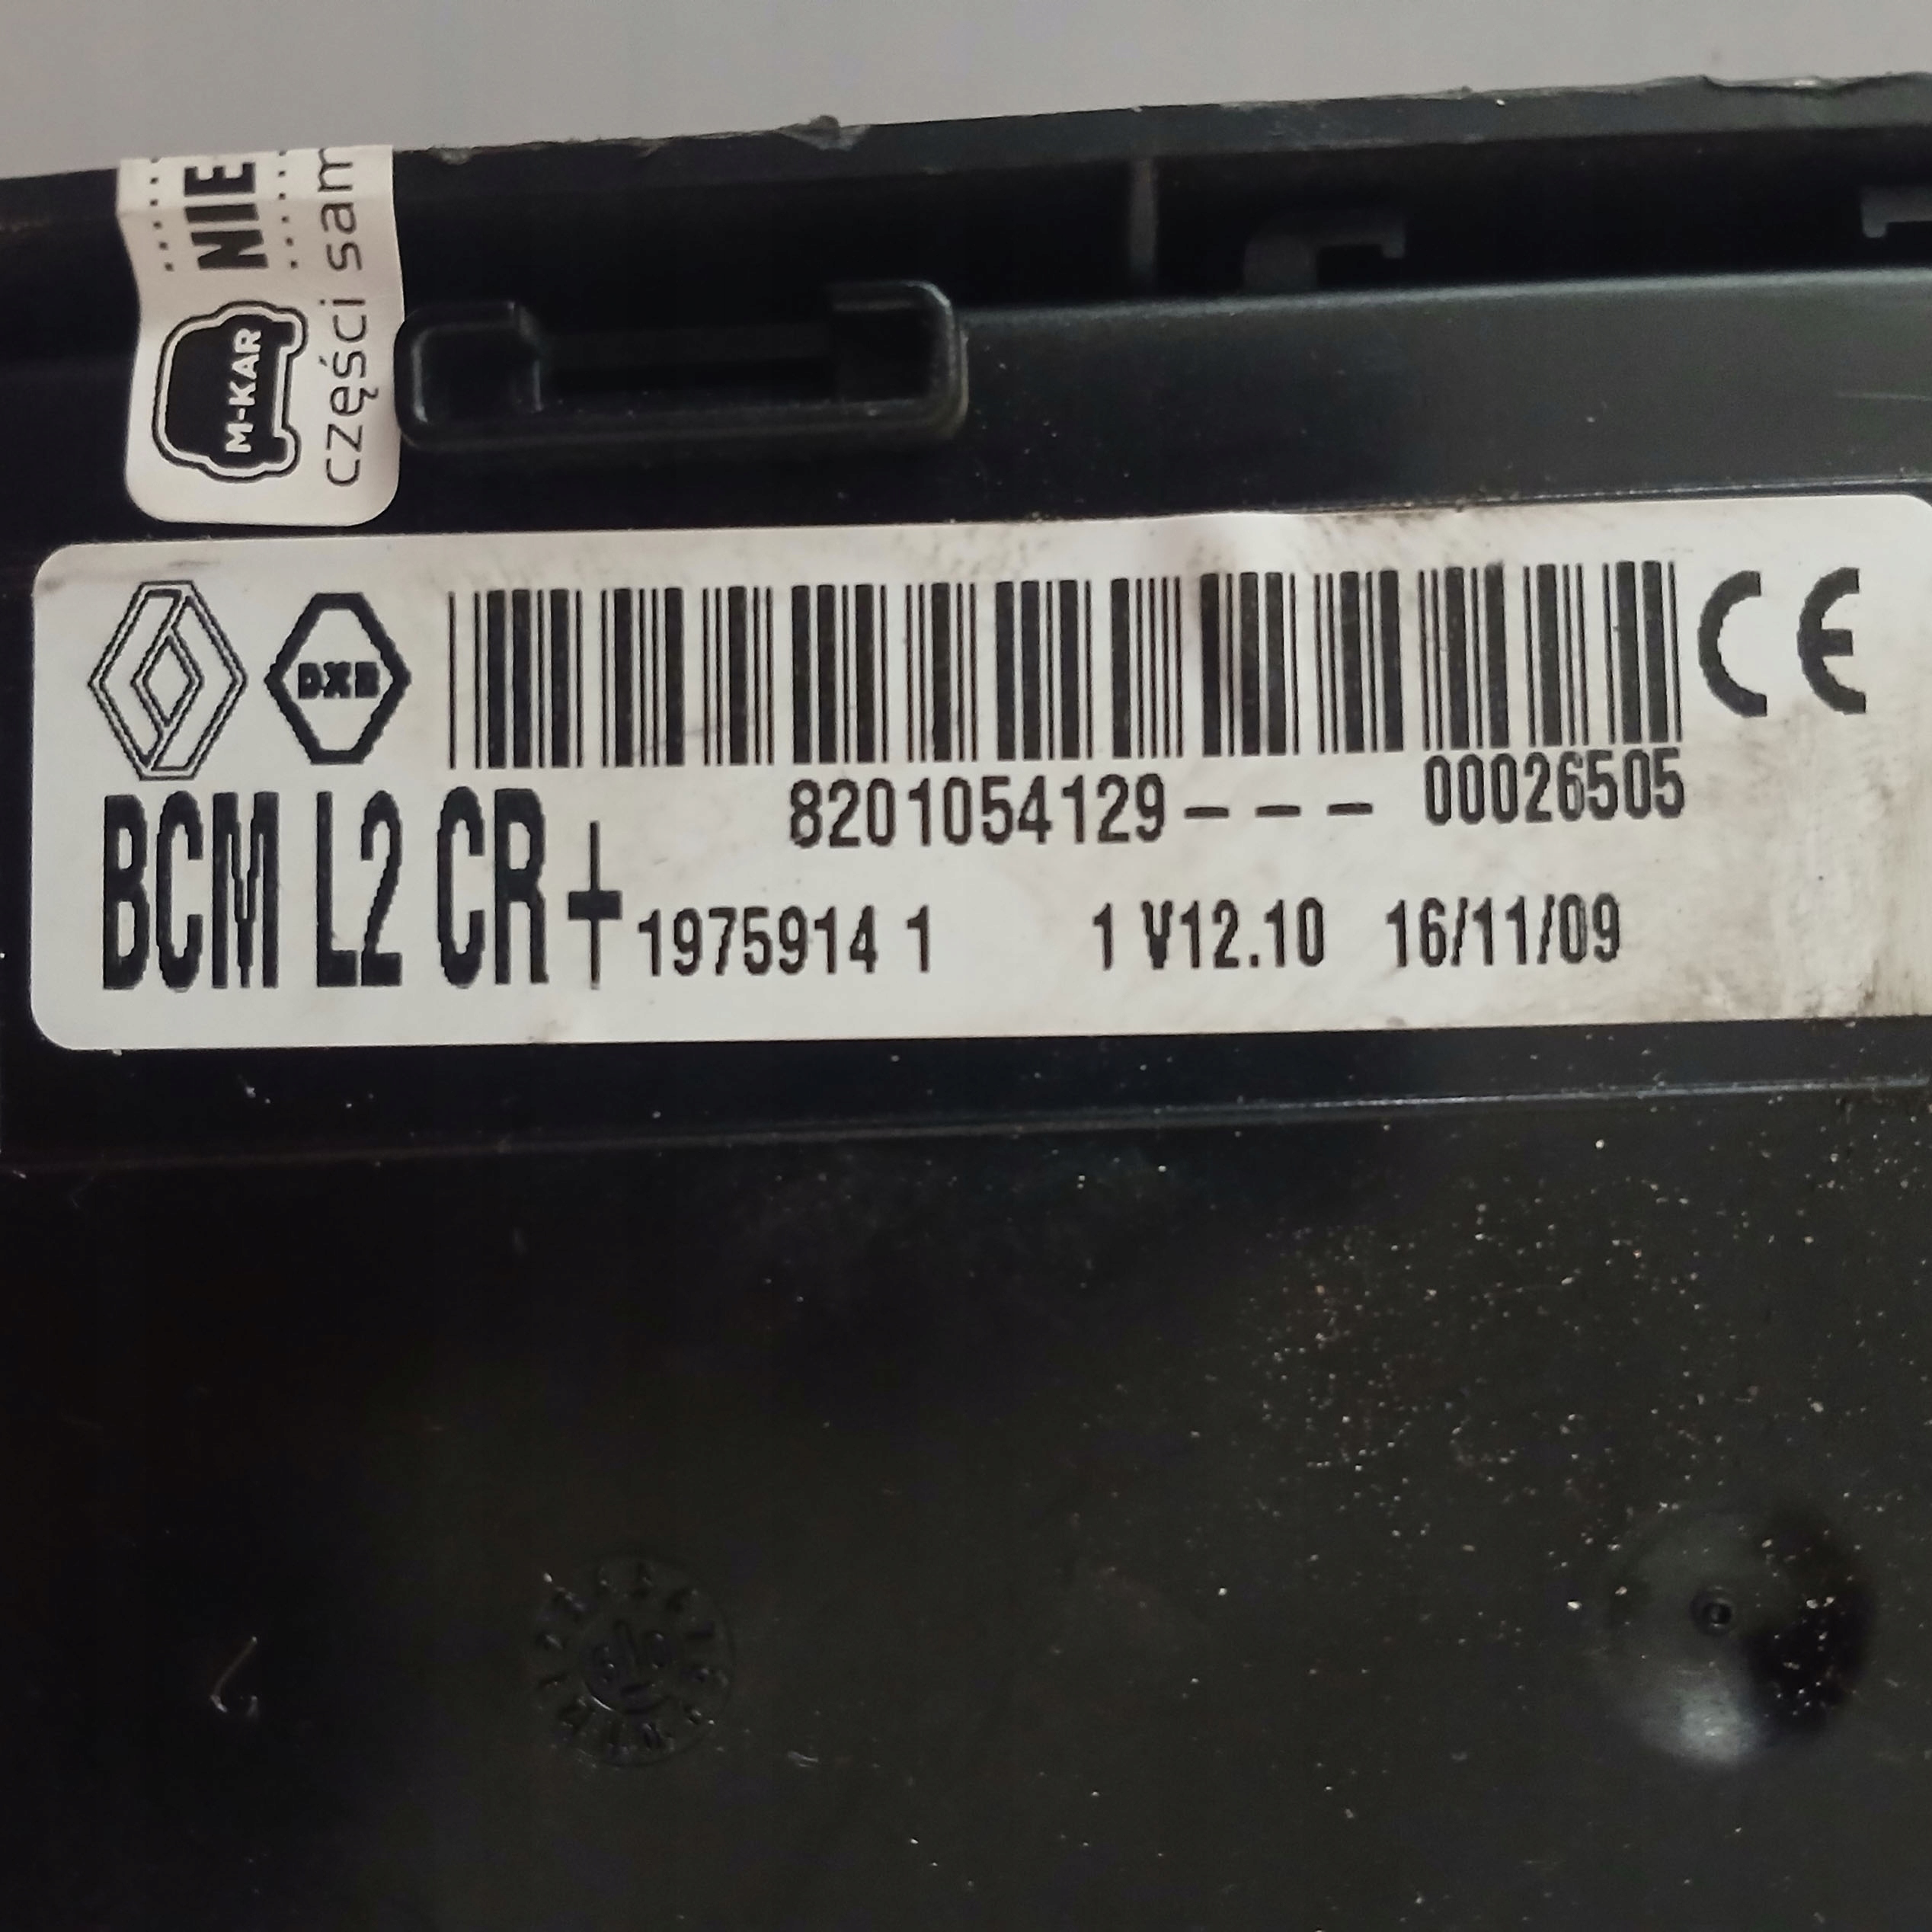 NIE
M-KAR
części sam
DXB
8201054129--- 00026505
BCM L2 CR+
1975914 1 1 V12.10 16/11/09
CE